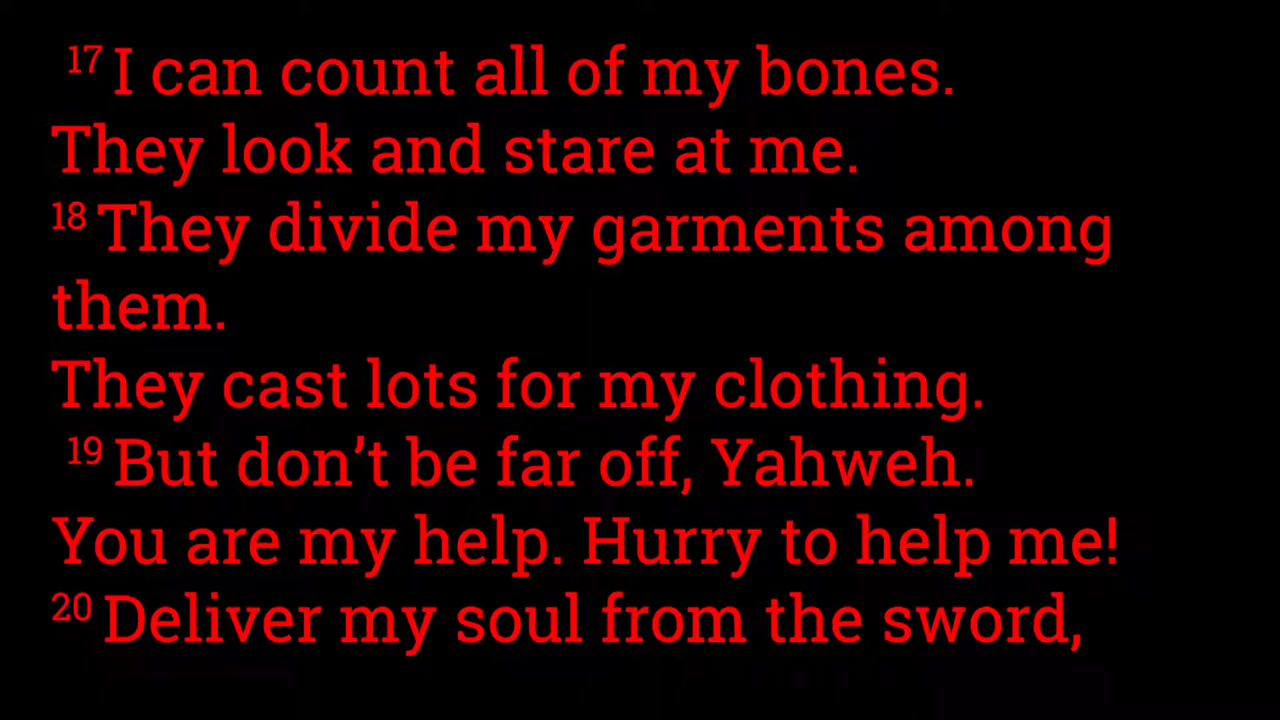 17 I can count all of my bones.
They look and stare at me.
18 They divide my garments among
them.
They cast lots for my clothing.
19 But don’t be far off, Yahweh.
You are my help. Hurry to help me!
20 Deliver my soul from the sword,